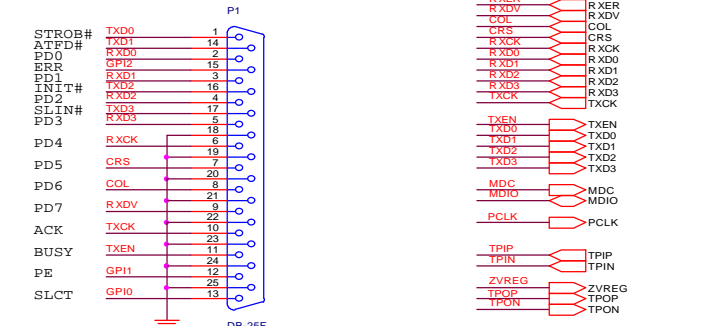 P1
STROB# TXD0 1
ATFD# TXD1 14
PD0 RXD0 2
ERR GPI2 15
PD1 RXD1 3
INIT# TXD2 16
PD2 RXD2 4
SLIN# TXD3 17
PD3 RXD3 5
18
PD4 RXCK 6
19
PD5 CRS 7
20
PD6 COL 8
21
PD7 RXDV 9
22
ACK TXCK 10
23
BUSY TXEN 11
24
PE GPI1 12
25
SLCT GPI0 13
DB-25F
RXER RXER
RXDV RXDV
COL COL
CRS CRS
RXCK RXCK
RXD0 RXD0
RXD1 RXD1
RXD2 RXD2
RXD3 RXD3
TXCK TXCK
TXEN TXEN
TXD0 TXD0
TXD1 TXD1
TXD2 TXD2
TXD3 TXD3
MDC MDC
MDIO MDIO
PCLK PCLK
TPIP TPIP
TPIN TPIN
ZVREG ZVREG
TPOP TPOP
TPON TPON